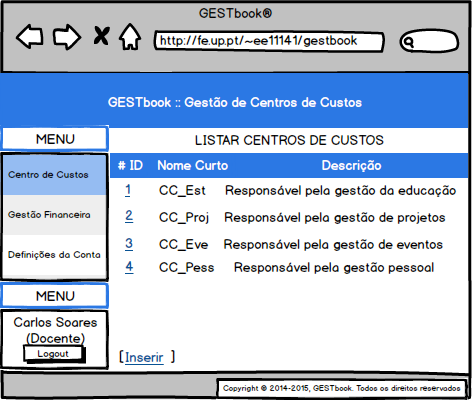 GESTbook®
http://fe.up.pt/~ee11141/gestbook
GESTbook :: Gestão de Centros de Custos
MENU
LISTAR CENTROS DE CUSTOS
Centro de Custos
Gestão Financeira
Definições da Conta
# ID Nome Curto Descrição
1 CC_Est Responsável pela gestão da educação
2 CC_Proj Responsável pela gestão de projetos
3 CC_Eve Responsável pela gestão de eventos
4 CC_Pess Responsável pela gestão pessoal
MENU
Carlos Soares
(Docente)
Logout
[Inserir ]
Copyright © 2014-2015, GESTbook. Todos os direitos reservados